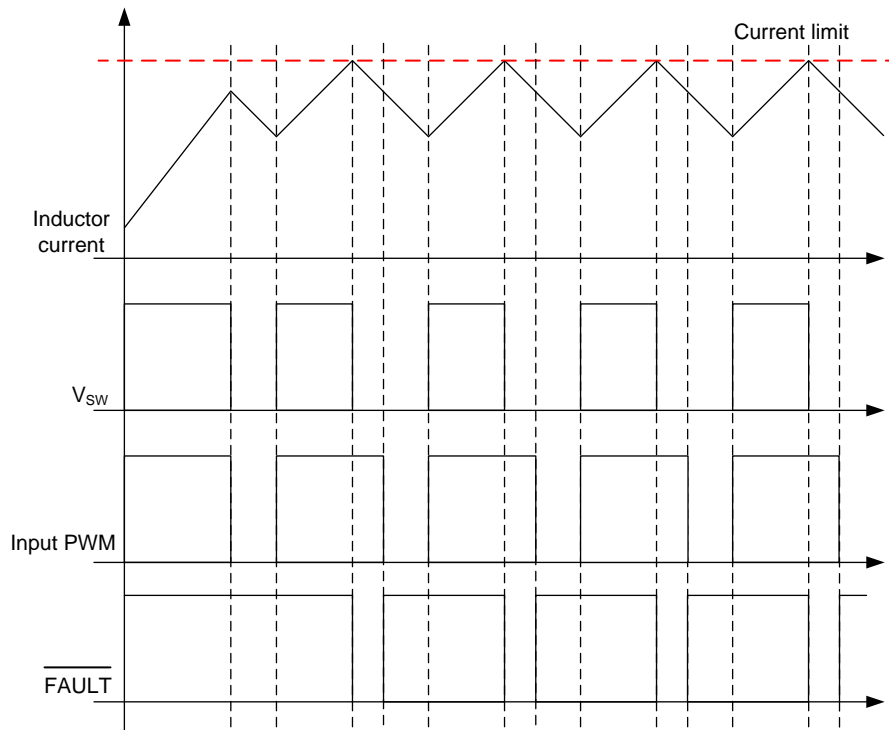 Current limit
Inductor
current
VSW
Input PWM
FAULT